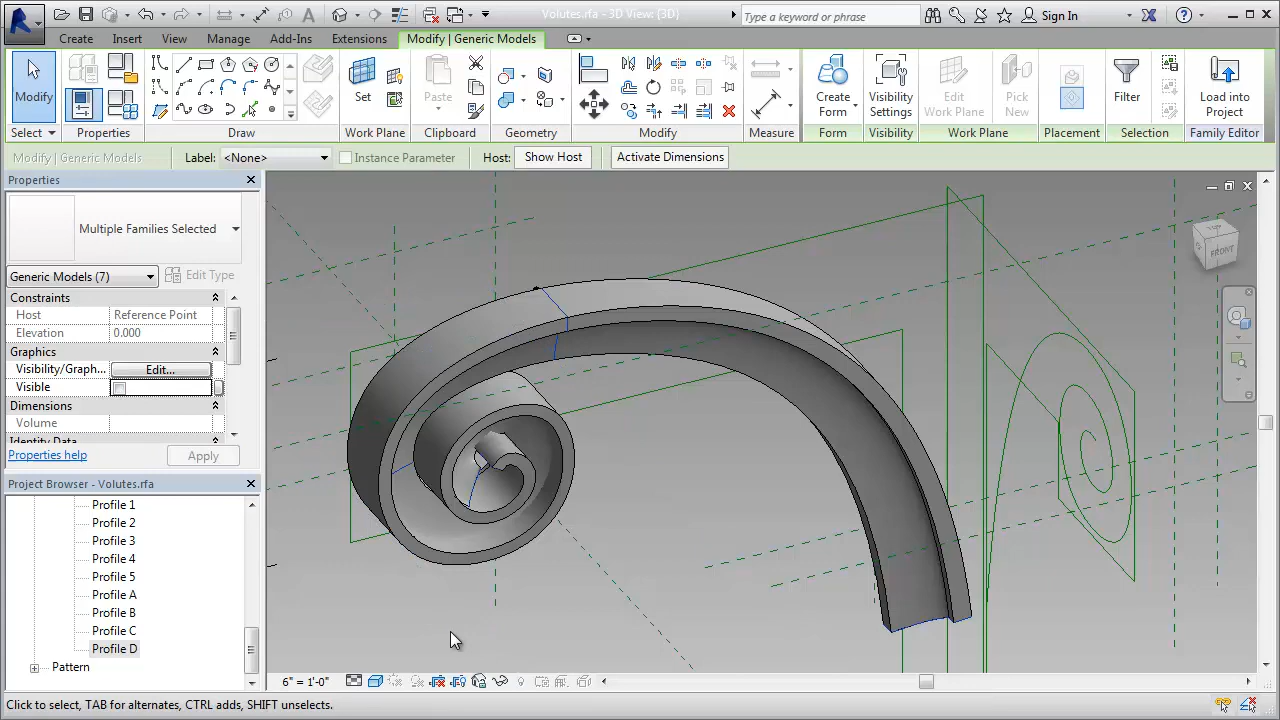 Volutes.rfa - 3D View: {3D}
Type a keyword or phrase
Sign In
Create Insert View Manage Add-Ins Extensions Modify | Generic Models
Modify
Set
Paste
Create Form
Visibility Settings
Edit Work Plane
Pick New
Filter
Load into Project
Select Properties Draw Work Plane Clipboard Geometry Modify Measure Form Visibility Work Plane Placement Selection Family Editor
Modify | Generic Models Label: <None> Instance Parameter Host: Show Host Activate Dimensions
Properties
Multiple Families Selected
Generic Models (7) Edit Type
Constraints
Host Reference Point
Elevation 0.000
Graphics
Visibility/Graph... Edit...
Visible
Dimensions
Volume
Identity Data
Properties help Apply
Project Browser - Volutes.rfa
Profile 1
Profile 2
Profile 3
Profile 4
Profile 5
Profile A
Profile B
Profile C
Profile D
Pattern
FRONT
6" = 1'-0"
Click to select, TAB for alternates, CTRL adds, SHIFT unselects.